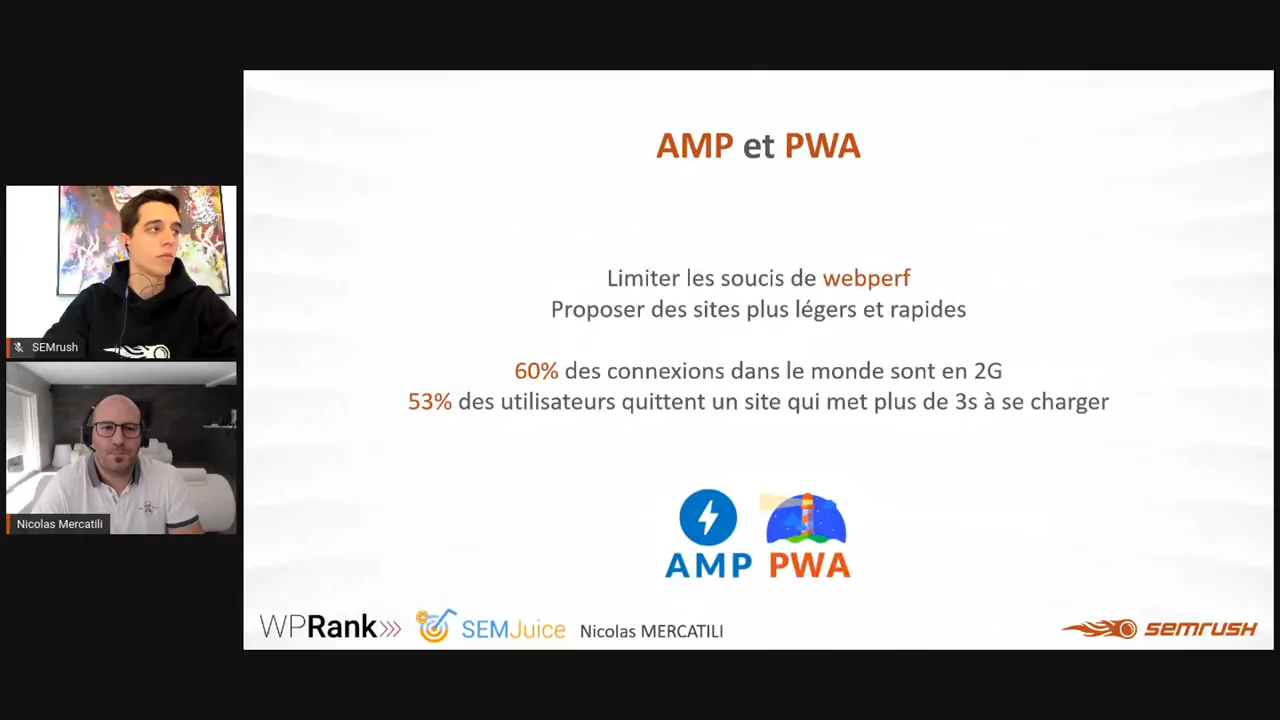 AMP et PWA
Limiter les soucis de webperf
Proposer des sites plus légers et rapides
60% des connexions dans le monde sont en 2G
53% des utilisateurs quittent un site qui met plus de 3s à se charger
AMP PWA
SEMrush
Nicolas Mercatili
WPRank
SEMJuice
Nicolas MERCATILI
semrush